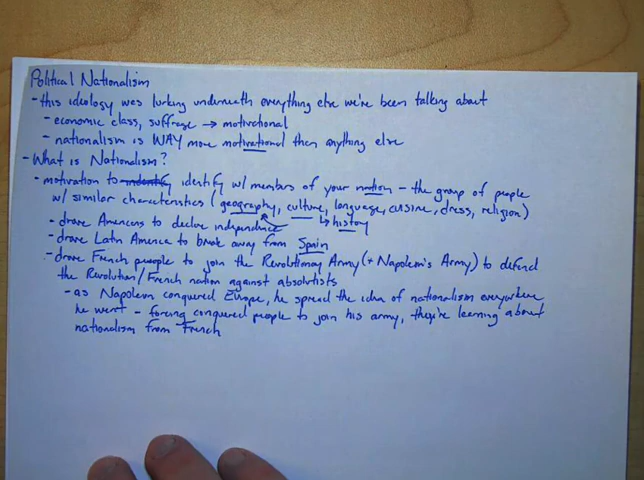 Political Nationalism
- this ideology was lurking underneath everything else we're been talking about
- economic class, suffrage → motivational
- nationalism is WAY more motivational than anything else
- What is Nationalism?
- motivation to identify w/ members of your nation - the group of people
w/ similar characteristics (geography, culture, language, cuisine, dress, religion)
history
- drove Americans to declare independence
- drove Latin America to break away from Spain
- drove French people to join the Revolutionary Army (+ Napoleon's Army) to defend
the Revolution/French nation against absolutists
- as Napoleon conquered Europe, he spread the idea of nationalism everywhere
he went - forcing conquered people to join his army, they're learning about
nationalism from French